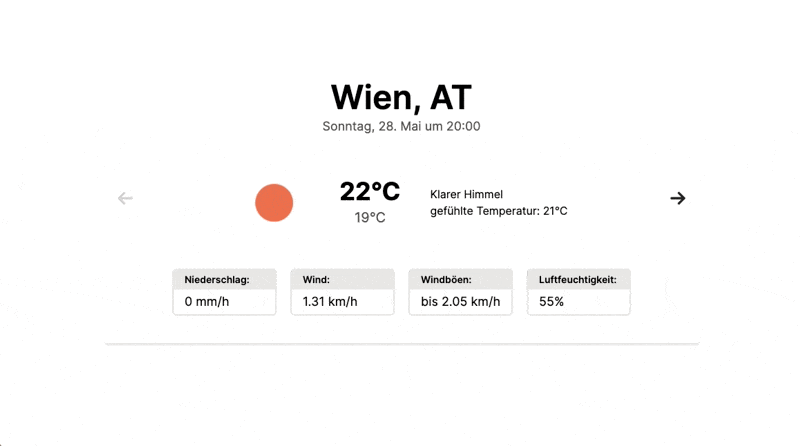 Wien, AT
Sonntag, 28. Mai um 20:00
22°C
19°C
Klarer Himmel
gefühlte Temperatur: 21°C
Niederschlag:
0 mm/h
Wind:
1.31 km/h
Windböen:
bis 2.05 km/h
Luftfeuchtigkeit:
55%